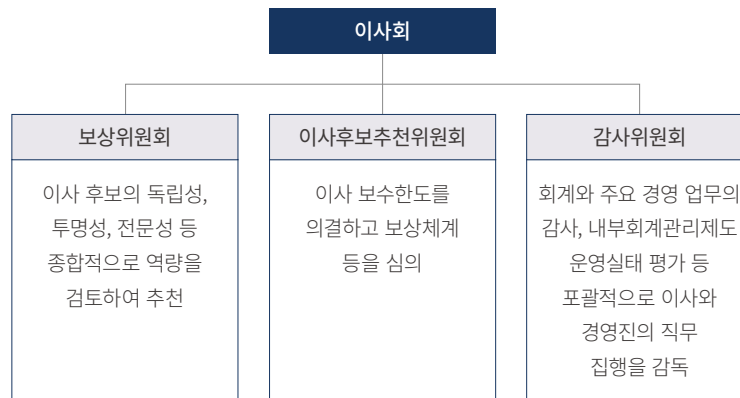 이사회
보상위원회
이사 후보의 독립성,
투명성, 전문성 등
종합적으로 역량을
검토하여 추천
이사후보추천위원회
이사 보수한도를
의결하고 보상체계
등을 심의
감사위원회
회계와 주요 경영 업무의
감사, 내부회계관리제도
운영실태 평가 등
포괄적으로 이사와
경영진의 직무
집행을 감독